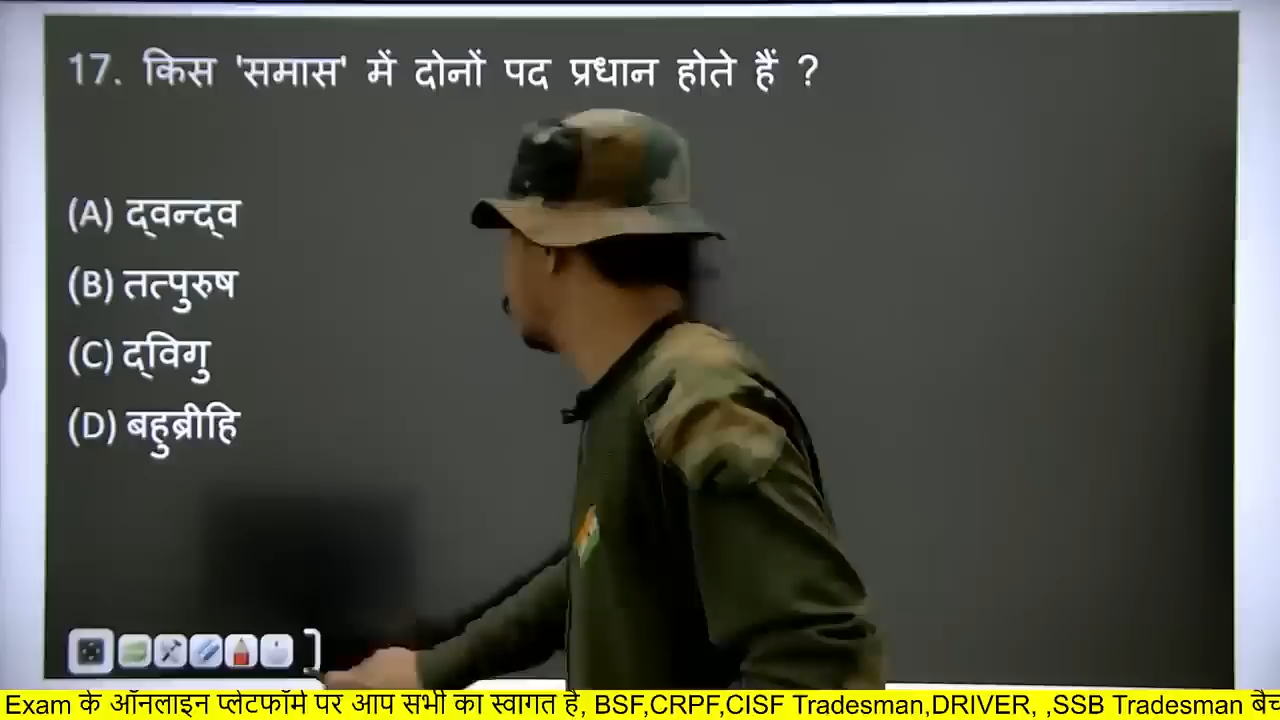 17. किस 'समास' में दोनों पद प्रधान होते हैं ?
(A) द्वन्द्व
(B) तत्पुरुष
(C) द्विगु
(D) बहुब्रीहि
Exam के ऑनलाइन प्लेटफॉर्म पर आप सभी का स्वागत है, BSF,CRPF,CISF Tradesman,DRIVER, ,SSB Tradesman